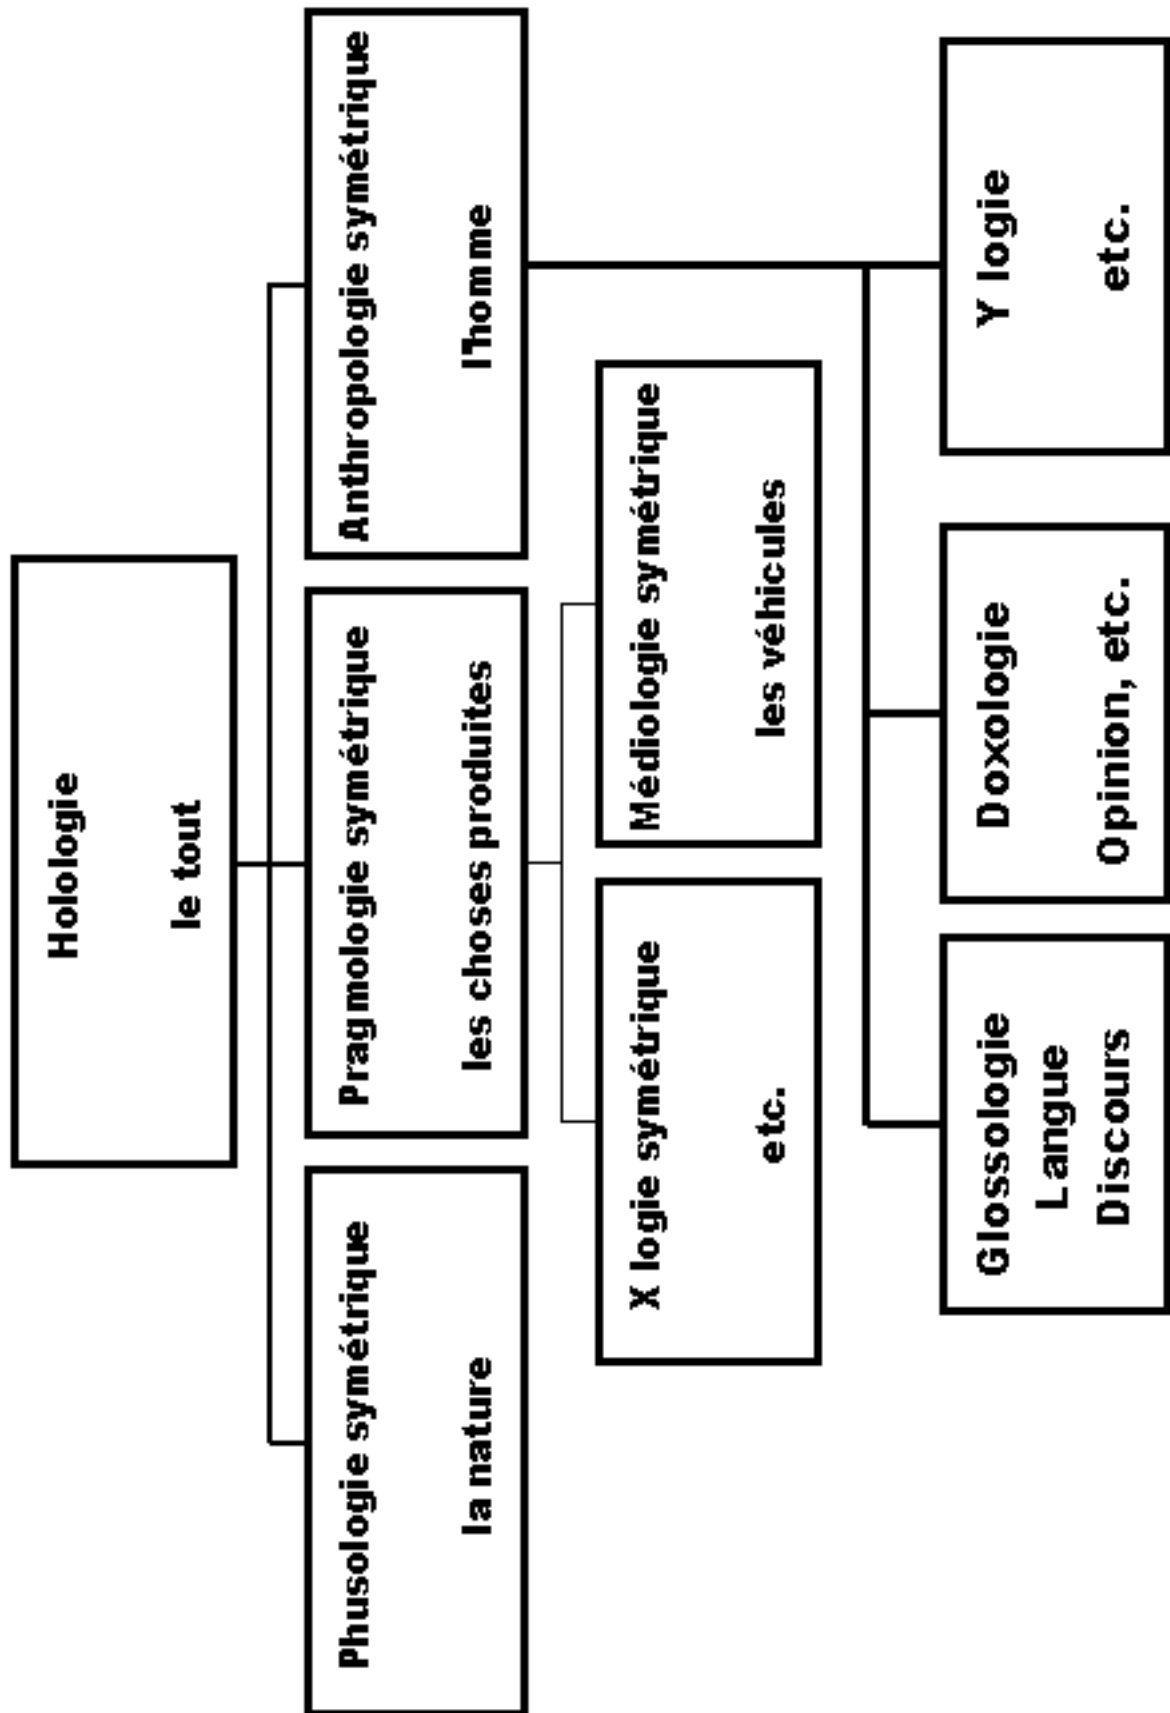 Holologie
le tout
Phusologie symétrique
la nature
Pragmologie symétrique
les choses produites
Anthropologie symétrique
l'homme
X logie symétrique
etc.
Médiologie symétrique
les véhicules
Glossologie
Langue
Discours
Doxologie
Opinion, etc.
Y logie
etc.